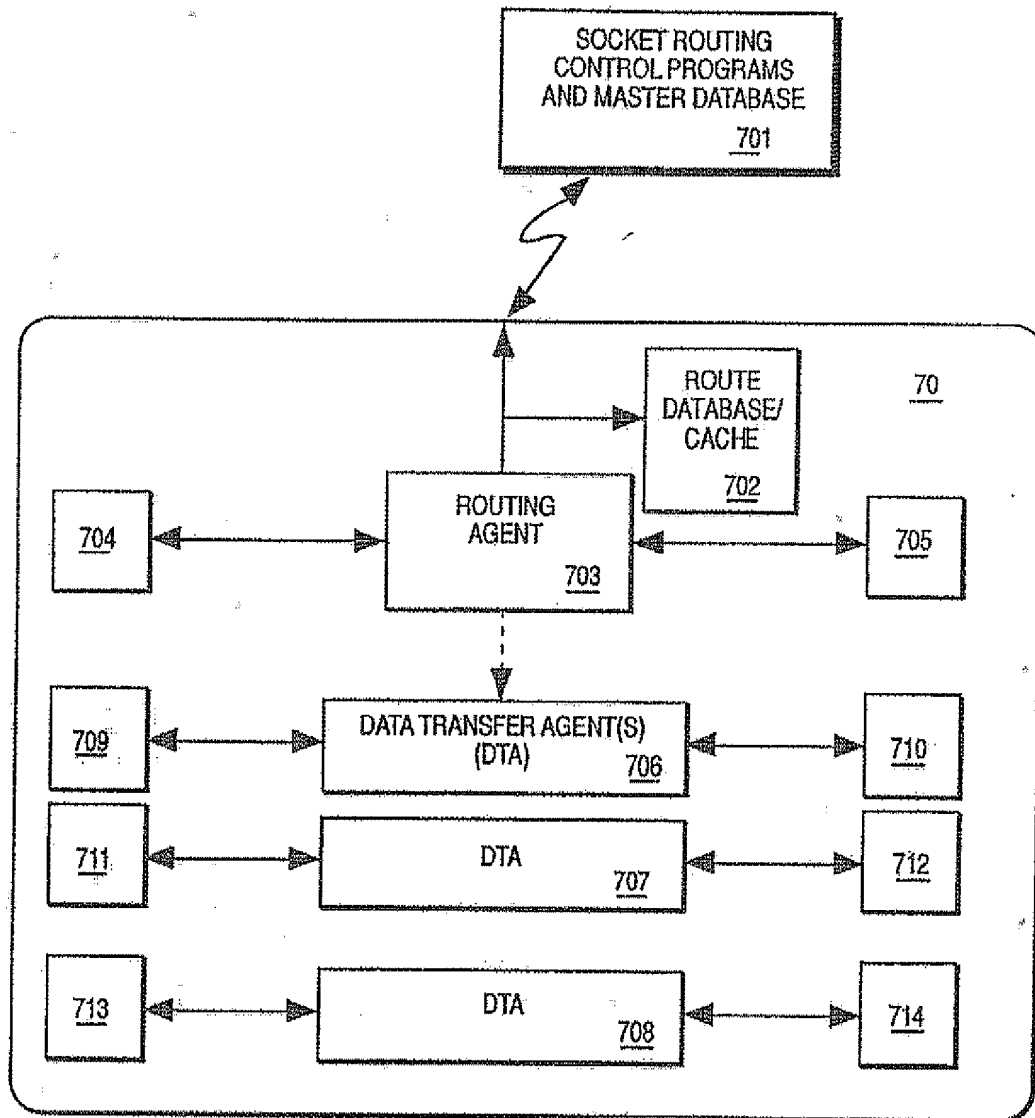 SOCKET ROUTING
CONTROL PROGRAMS
AND MASTER DATABASE
701
70
ROUTE
DATABASE/
CACHE
702
704
ROUTING
AGENT
703
705
709
DATA TRANSFER AGENT(S)
(DTA)
706
710
711
DTA
707
712
713
DTA
708
714